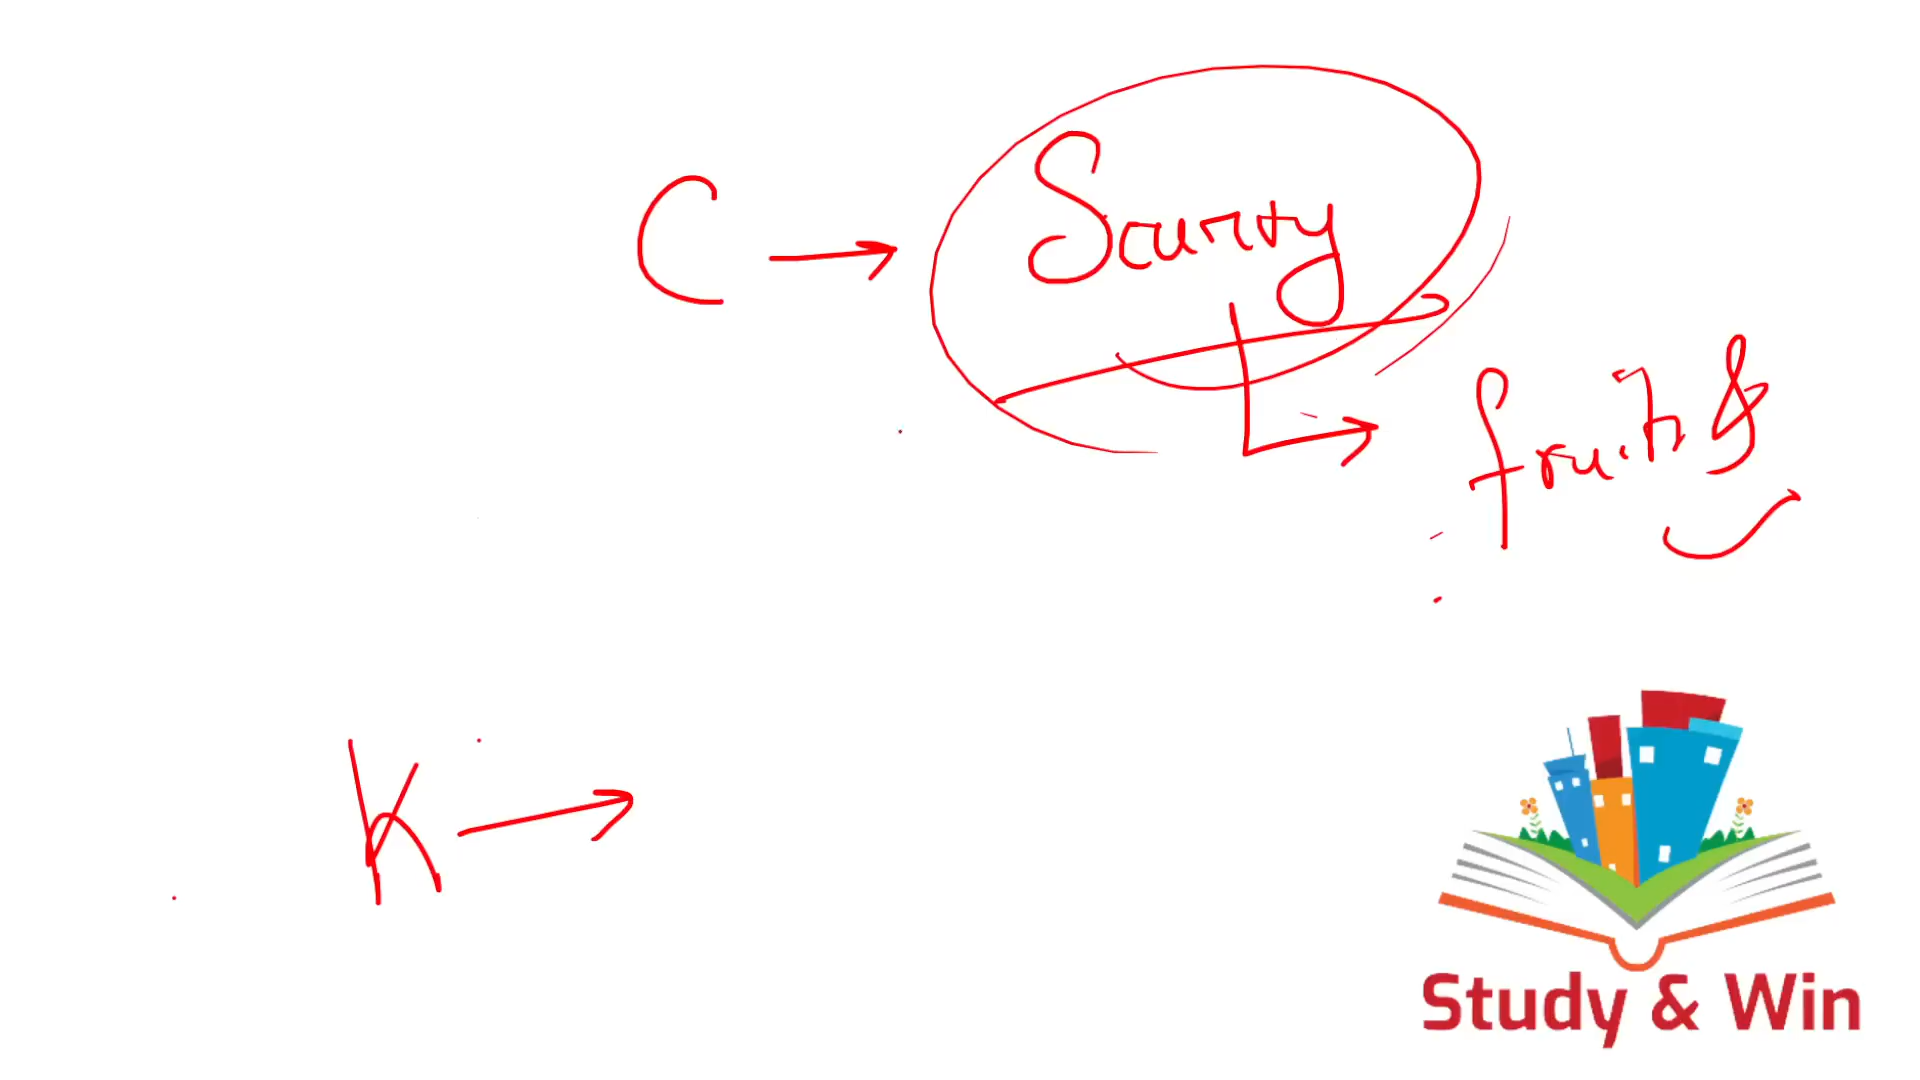 C → Scurvy
→ fruits
K →
Study & Win